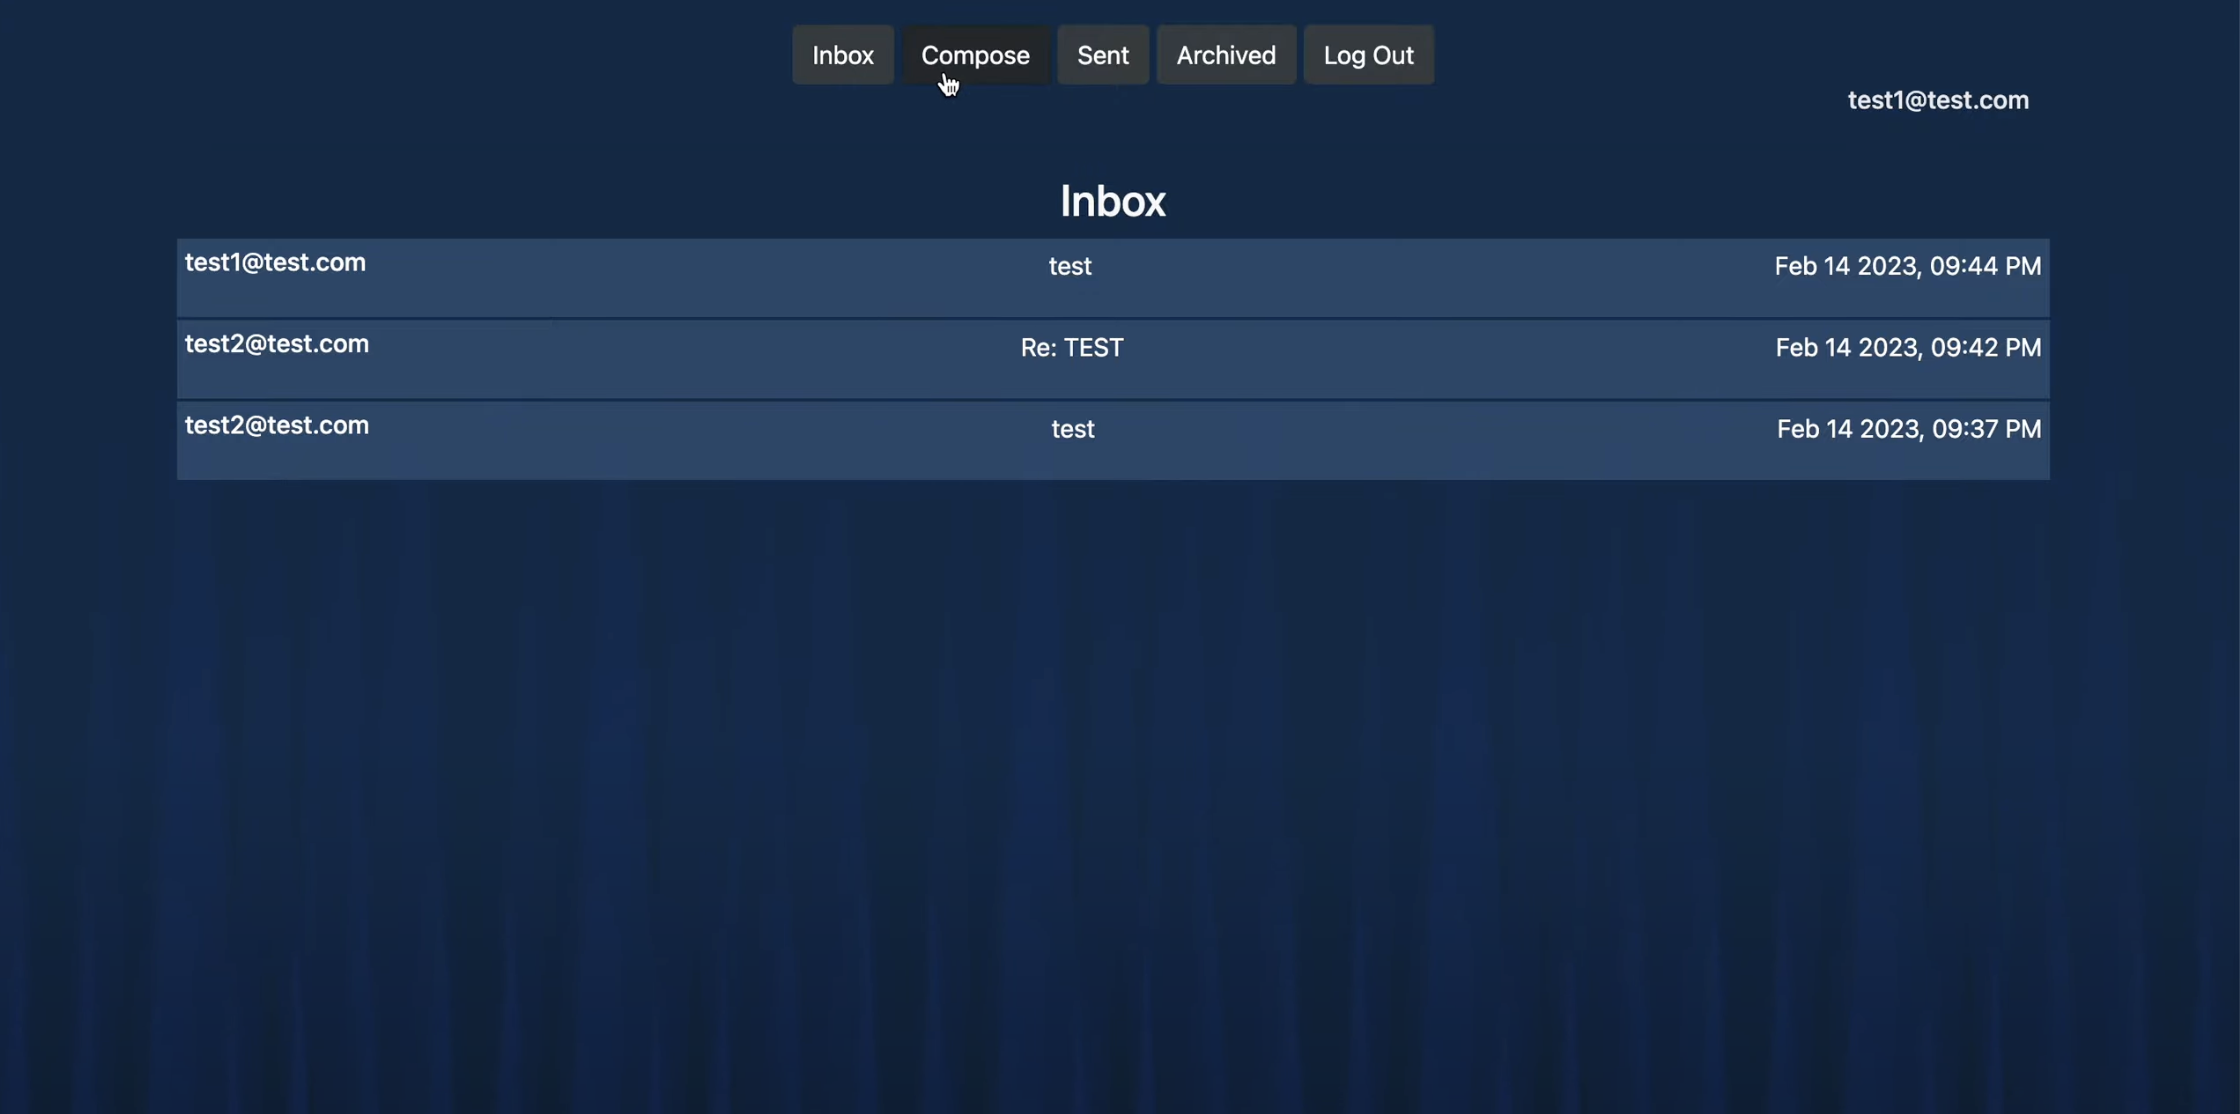 Inbox Compose Sent Archived Log Out
test1@test.com
Inbox
test1@test.com test Feb 14 2023, 09:44 PM
test2@test.com Re: TEST Feb 14 2023, 09:42 PM
test2@test.com test Feb 14 2023, 09:37 PM